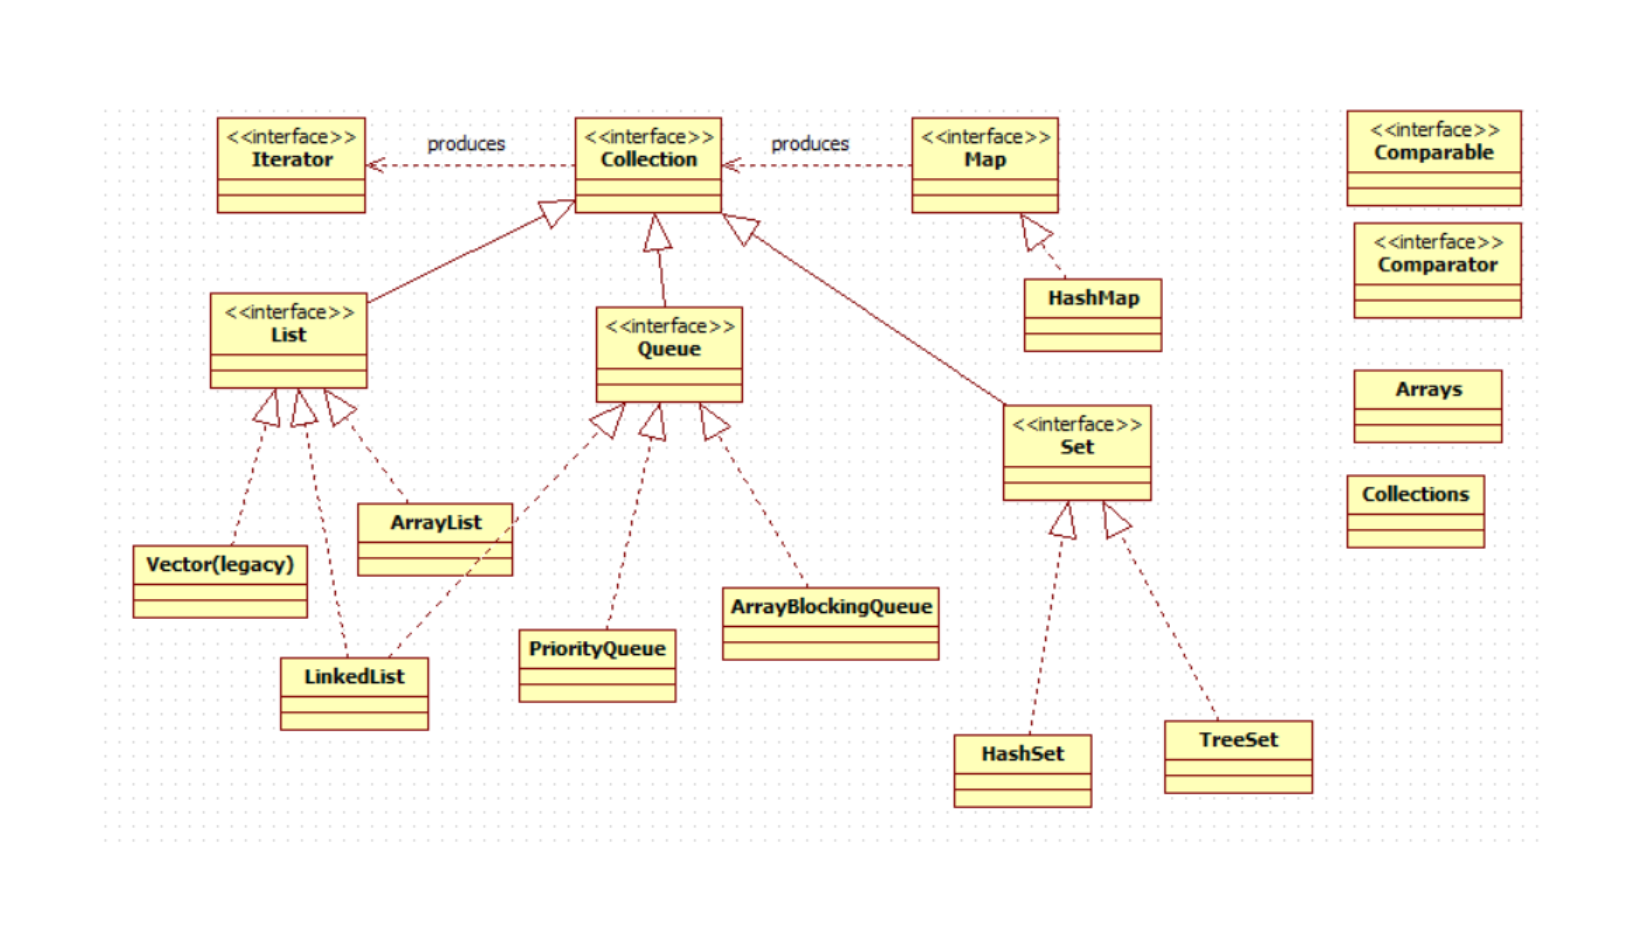 <<interface>>
Iterator
produces
<<interface>>
Collection
produces
<<interface>>
Map
<<interface>>
Comparable
<<interface>>
Comparator
HashMap
<<interface>>
List
<<interface>>
Queue
Arrays
<<interface>>
Set
Collections
ArrayList
Vector(legacy)
ArrayBlockingQueue
PriorityQueue
LinkedList
HashSet
TreeSet